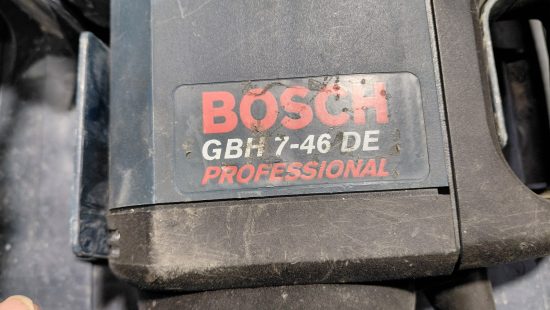 BOSCH
GBH 7-46 DE
PROFESSIONAL